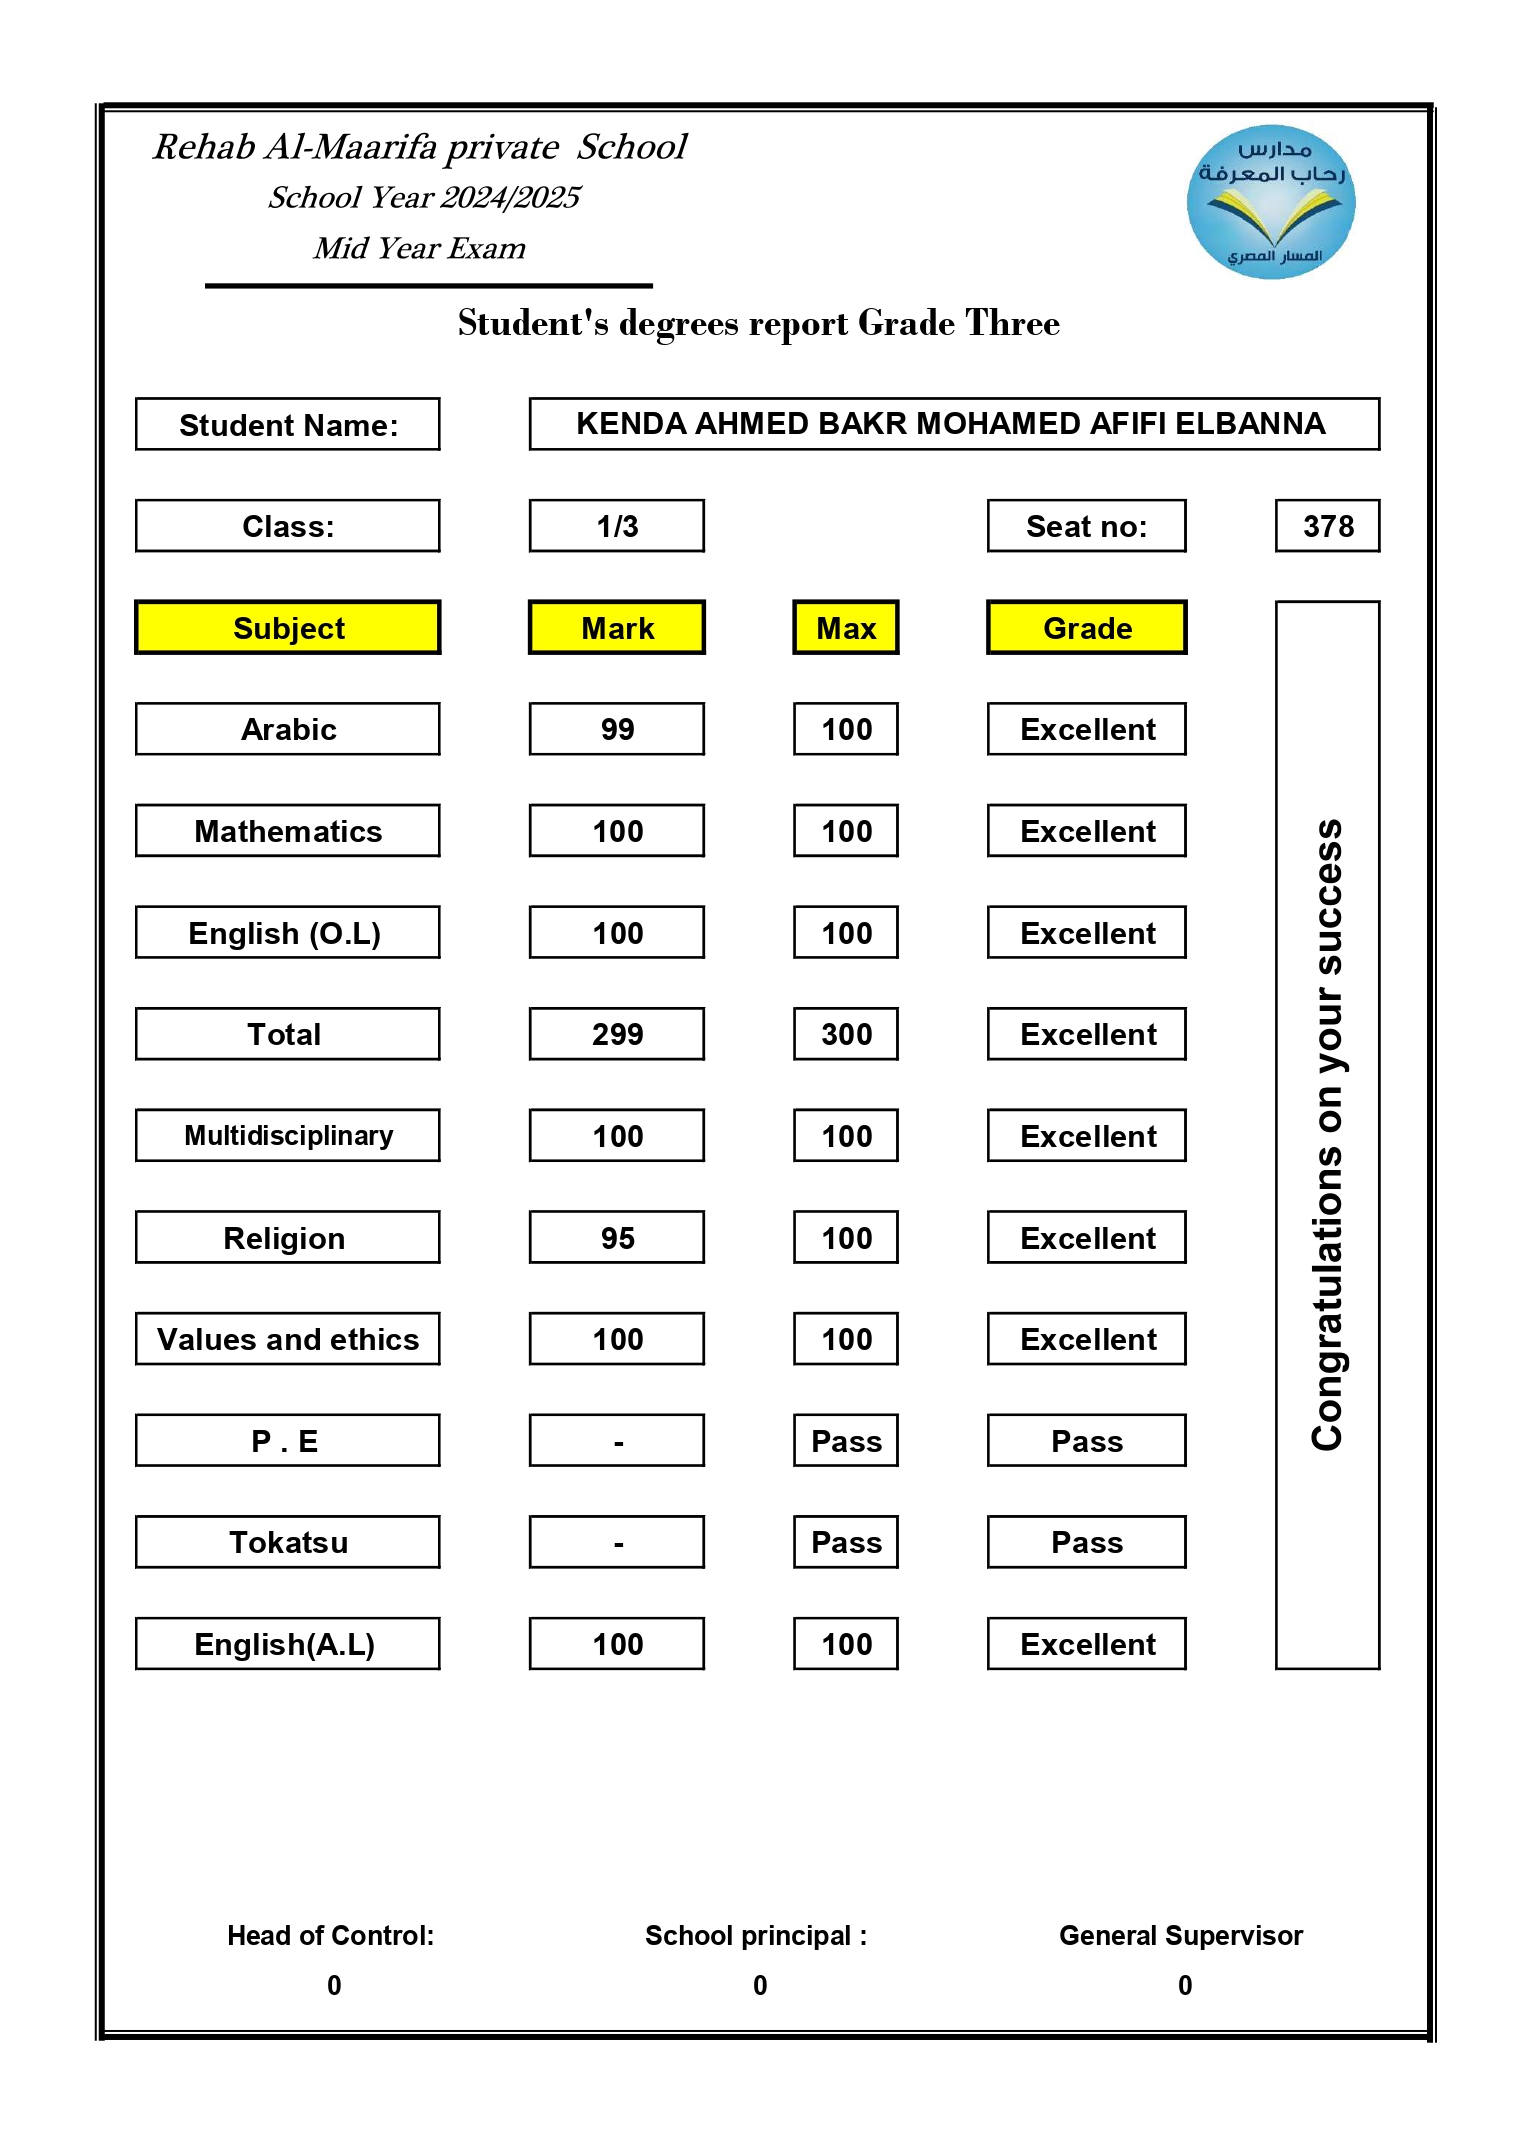 Rehab Al-Maarifa private School
School Year 2024/2025
Mid Year Exam
مدارس
رحاب المعرفة
المسار المصري
Student's degrees report Grade Three
Student Name: KENDA AHMED BAKR MOHAMED AFIFI ELBANNA
Class: 1/3 Seat no: 378
Subject Mark Max Grade
Arabic 99 100 Excellent
Mathematics 100 100 Excellent
English (O.L) 100 100 Excellent
Total 299 300 Excellent
Multidisciplinary 100 100 Excellent
Religion 95 100 Excellent
Values and ethics 100 100 Excellent
P . E - Pass Pass
Tokatsu - Pass Pass
English(A.L) 100 100 Excellent
Congratulations on your success
Head of Control: School principal : General Supervisor
0 0 0